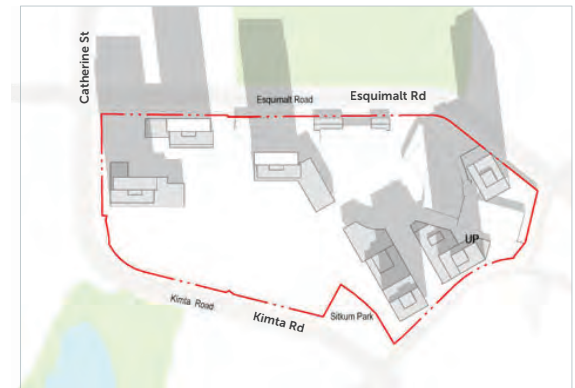 Catherine St
Esquimalt Road
Esquimalt Rd
UP
Kimta Road
Kimta Rd
Sitkum Park